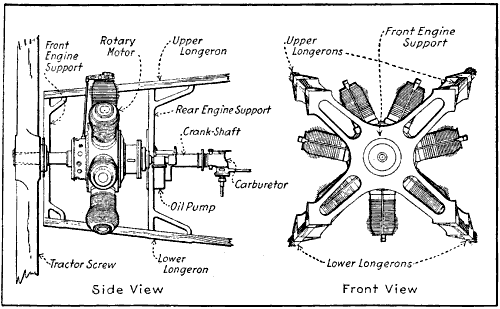 Front
Engine
Support
Rotary
Motor
Upper
Longeron
Rear Engine Support
Crank-Shaft
Carburetor
Oil Pump
Lower
Longeron
Tractor Screw
Side View
Front Engine
Support
Upper
Longerons
Lower Longerons
Front View